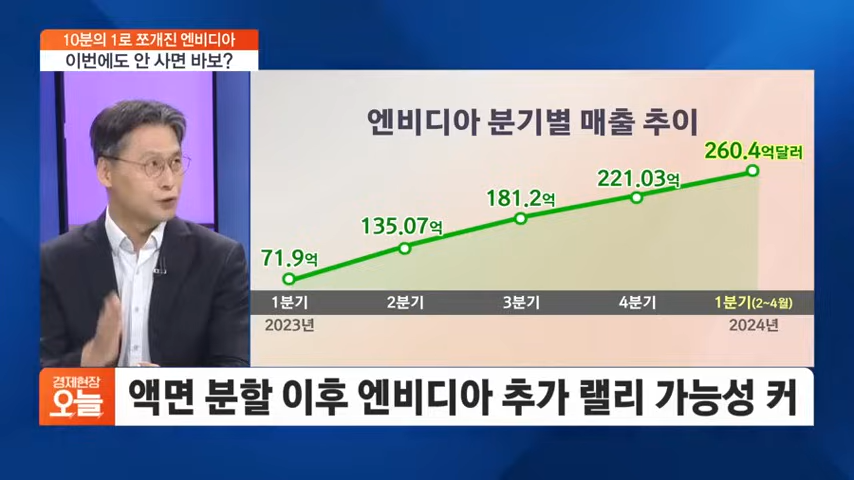 10분의 1로 쪼개진 엔비디아
이번에도 안 사면 바보?
엔비디아 분기별 매출 추이
71.9억
135.07억
181.2억
221.03억
260.4억달러
1분기 2분기 3분기 4분기 1분기(2~4월)
2023년 2024년
경제현장
오늘
액면 분할 이후 엔비디아 추가 랠리 가능성 커